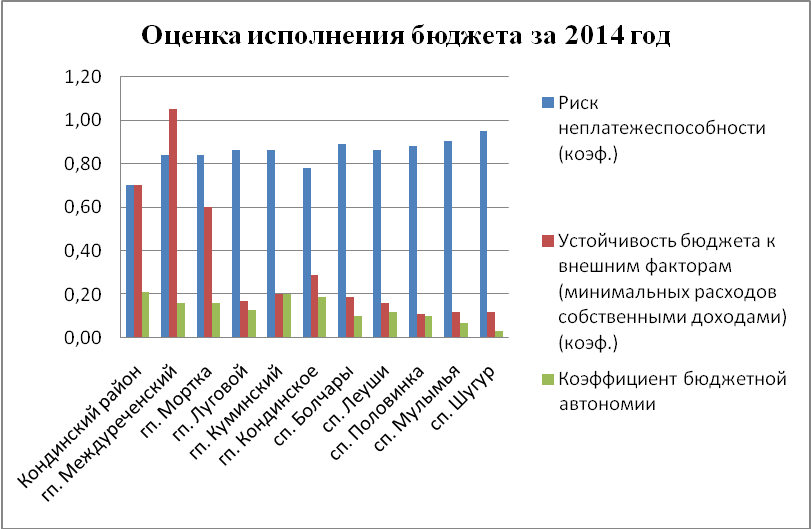 Оценка исполнения бюджета за 2014 год
1,20
1,00
0,80
0,60
0,40
0,20
0,00
Кондинский район
гп. Междуреченский
гп. Мортка
гп. Луговой
гп. Куминский
гп. Кондинское
сп. Болчары
сп. Леуши
сп. Половинка
сп. Мулымья
сп. Шугур
Риск
неплатежеспособности
(коэф.)
Устойчивость бюджета к
внешним факторам
(минимальных расходов
собственными доходами)
(коэф.)
Коэффициент бюджетной
автономии